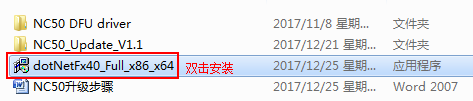 NC50 DFU driver 2017/11/8 星期... 文件夹
NC50_Update_V1.1 2017/12/25 星期... 文件夹
dotNetFx40_Full_x86_x64 双击安装 2017/12/25 星期... 应用程序
NC50升级步骤 2017/12/25 星期... Word 2007